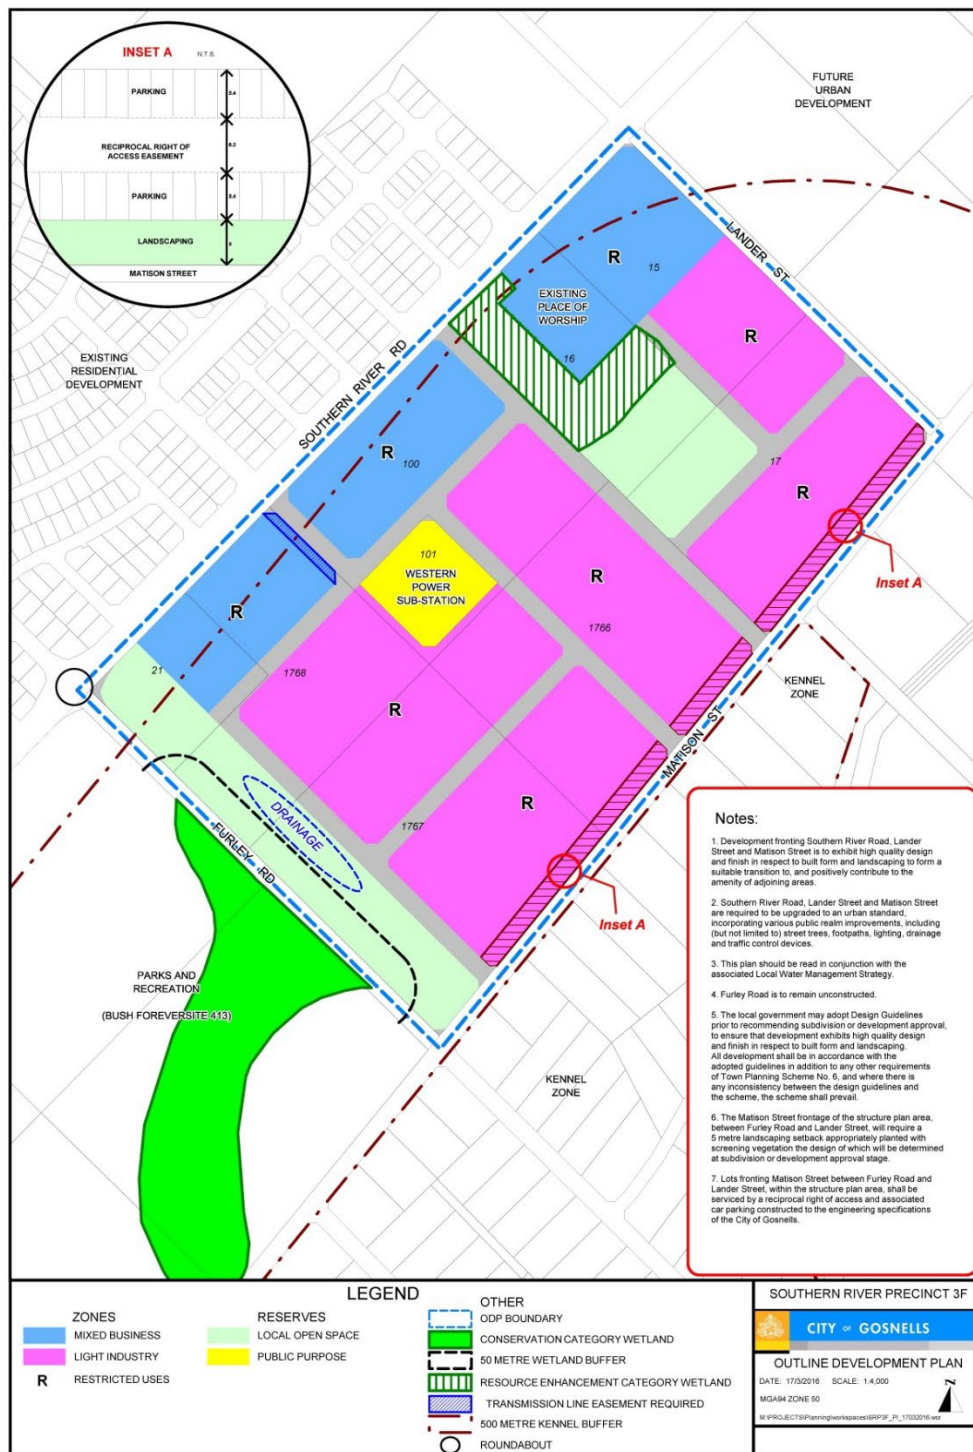 INSET A
N.T.S.
PARKING
5.4
RECIPROCAL RIGHT OF
ACCESS EASEMENT
PARKING
5.4
LANDSCAPING
5
MATISON STREET
FUTURE
URBAN
DEVELOPMENT
LANDER ST
R
15
EXISTING
PLACE OF
WORSHIP
16
R
EXISTING
RESIDENTIAL
DEVELOPMENT
SOUTHERN RIVER RD
R
100
17
R
Inset A
101
WESTERN
POWER
SUB-STATION
R
1766
R
21
1768
KENNEL
ZONE
R
MATISON ST
DRAINAGE
1767
R
FURLEY RD
Inset A
PARKS AND
RECREATION
(BUSH FOREVERSITE 413)
KENNEL
ZONE
Notes:
1. Development fronting Southern River Road, Lander
Street and Matison Street is to exhibit high quality design
and finish in respect to built form and landscaping to form a
suitable transition to, and positively contribute to the
amenity of adjoining areas.
2. Southern River Road, Lander Street and Matison Street
are required to be upgraded to an urban standard,
incorporating various public realm improvements, including
(but not limited to) street trees, footpaths, lighting, drainage
and traffic control devices.
3. This plan should be read in conjunction with the
associated Local Water Management Strategy.
4. Furley Road is to remain unconstructed.
5. The local government may adopt Design Guidelines
prior to recommending subdivision or development approval,
to ensure that development exhibits high quality design
and finish in respect to built form and landscaping.
All development shall be in accordance with the
adopted guidelines in addition to any other requirements
of Town Planning Scheme No. 6, and where there is
any inconsistency between the design guidelines and
the scheme, the scheme shall prevail.
6. The Matison Street frontage of the structure plan area,
between Furley Road and Lander Street, will require a
5 metre landscaping setback appropriately planted with
screening vegetation the design of which will be determined
at subdivision or development approval stage.
7. Lots fronting Matison Street between Furley Road and
Lander Street, within the structure plan area, shall be
serviced by a reciprocal right of access and associated
car parking constructed to the engineering specifications
of the City of Gosnells.
LEGEND
ZONES
MIXED BUSINESS
LIGHT INDUSTRY
R RESTRICTED USES
RESERVES
LOCAL OPEN SPACE
PUBLIC PURPOSE
OTHER
ODP BOUNDARY
CONSERVATION CATEGORY WETLAND
50 METRE WETLAND BUFFER
RESOURCE ENHANCEMENT CATEGORY WETLAND
TRANSMISSION LINE EASEMENT REQUIRED
500 METRE KENNEL BUFFER
ROUNDABOUT
SOUTHERN RIVER PRECINCT 3F
CITY OF GOSNELLS
OUTLINE DEVELOPMENT PLAN
DATE: 17/3/2016 SCALE: 1:4,000
MGA94 ZONE 50
N